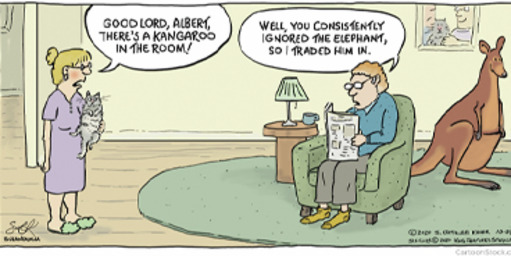 GOOD LORD, ALBERT,
THERE'S A KANGAROO
IN THE ROOM!
WELL, YOU CONSISTENTLY
IGNORED THE ELEPHANT,
SO I TRADED HIM IN.
CartoonStock.com